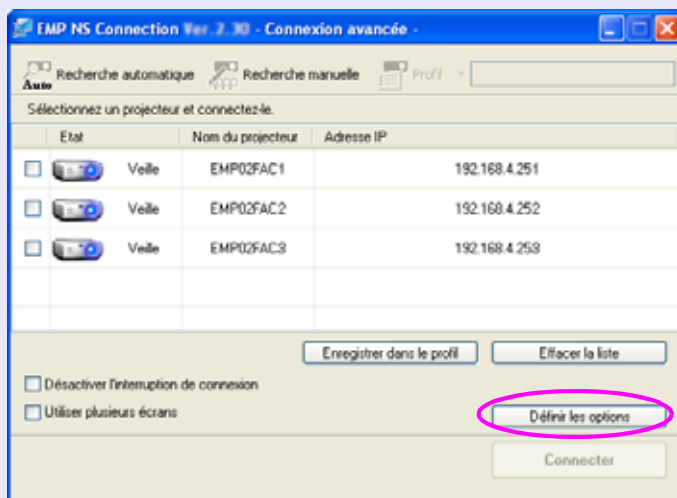 EMP NS Connection Ver. 2.30 - Connexion avancée -
Auto Recherche automatique Recherche manuelle Profil
Sélectionnez un projecteur et connectez-le.
Etat Nom du projecteur Adresse IP
Veille EMP02FAC1 192.168.4.251
Veille EMP02FAC2 192.168.4.252
Veille EMP02FAC3 192.168.4.253
Enregistrer dans le profil Effacer la liste
Désactiver l'interruption de connexion
Utiliser plusieurs écrans Définir les options
Connecter